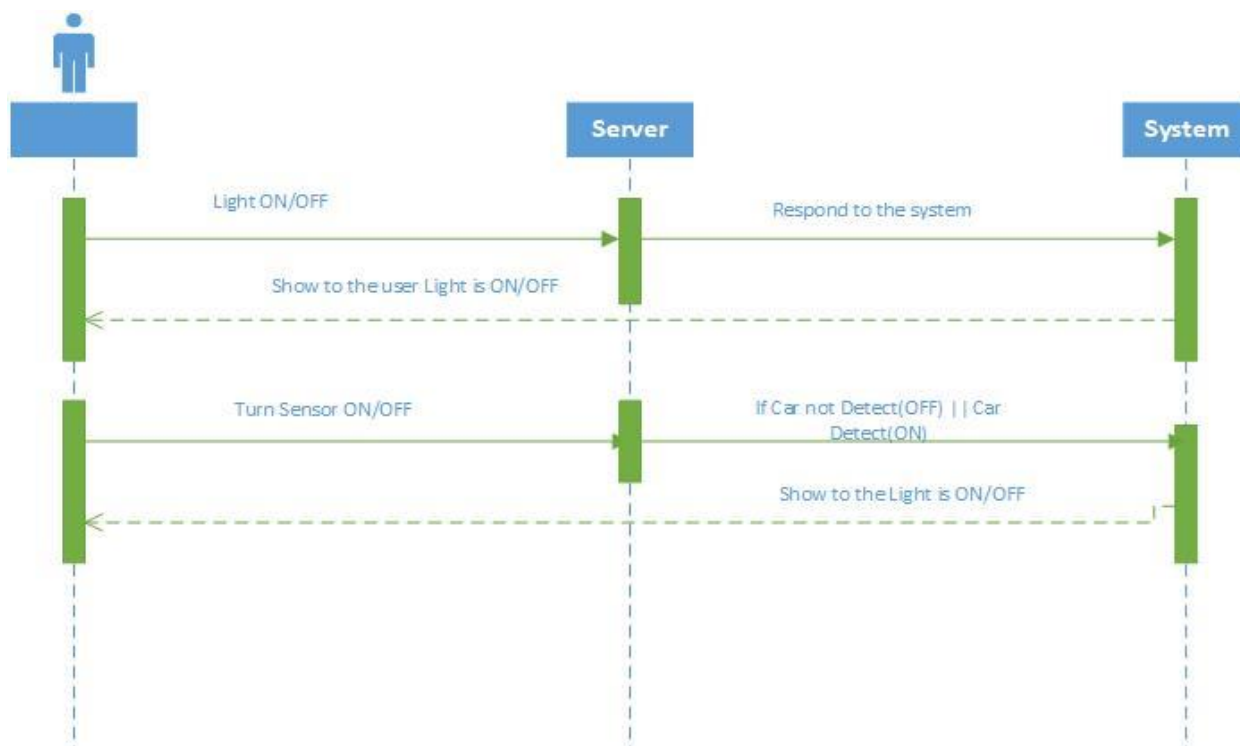 Server
System
Light ON/OFF
Respond to the system
Show to the user Light is ON/OFF
Turn Sensor ON/OFF
If Car not Detect(OFF) || Car
Detect(ON)
Show to the Light is ON/OFF